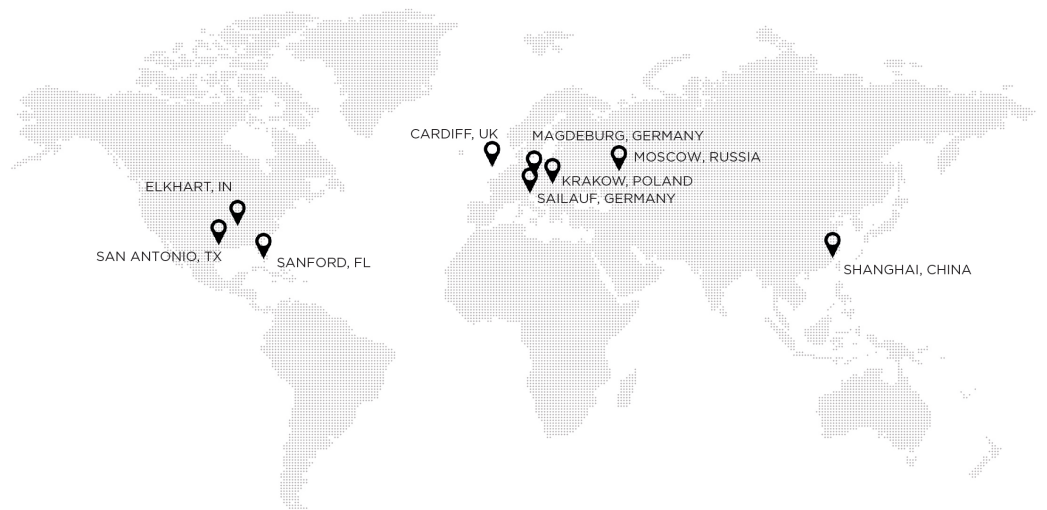 CARDIFF, UK
MAGDEBURG, GERMANY
MOSCOW, RUSSIA
KRAKOW, POLAND
ELKHART, IN
SAILAUF, GERMANY
SAN ANTONIO, TX
SANFORD, FL
SHANGHAI, CHINA